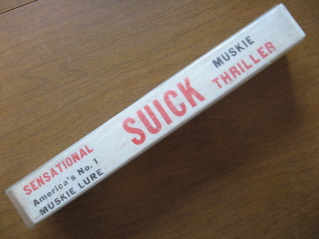 SENSATIONAL
America's No. 1
MUSKIE LURE
SUICK
MUSKIE
THRILLER